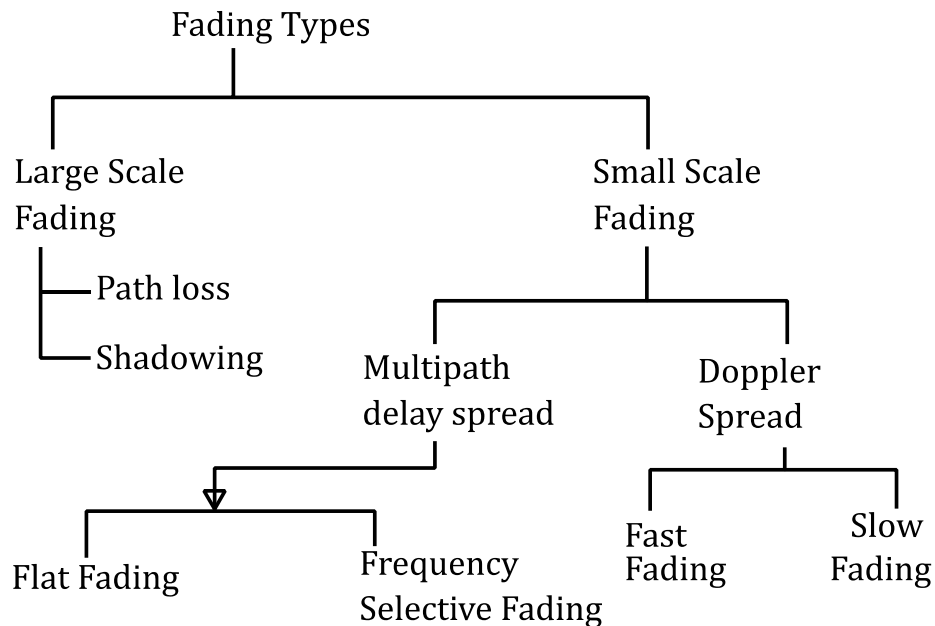 Fading Types
Large Scale
Fading
Small Scale
Fading
Path loss
Shadowing
Multipath
delay spread
Doppler
Spread
Flat Fading
Frequency
Selective Fading
Fast
Fading
Slow
Fading